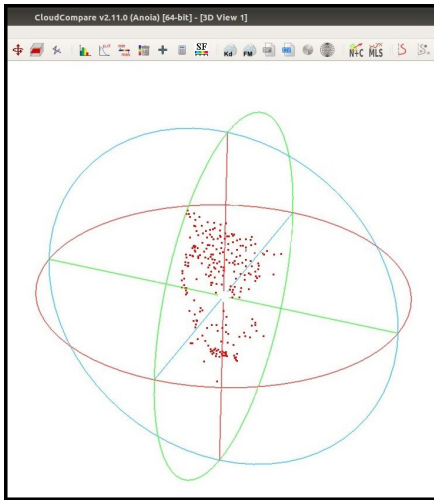 CloudCompare v2.11.0 (Anoia) [64-bit] - [3D View 1]
SF
Kd FM N+C MLS